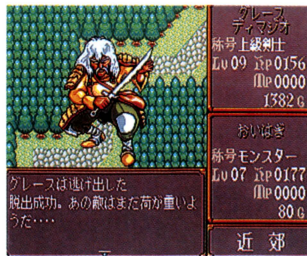 グレース
ディマジオ
称号上級剣士
Lv09 Hp0156
Mp0000
1382G
おいはぎ
称号モンスター
Lv07 Hp0177
Mp0000
80G
グレースは逃げ出した
脱出成功。あの敵はまだ荷が重いよ
うだ‥‥
近郊